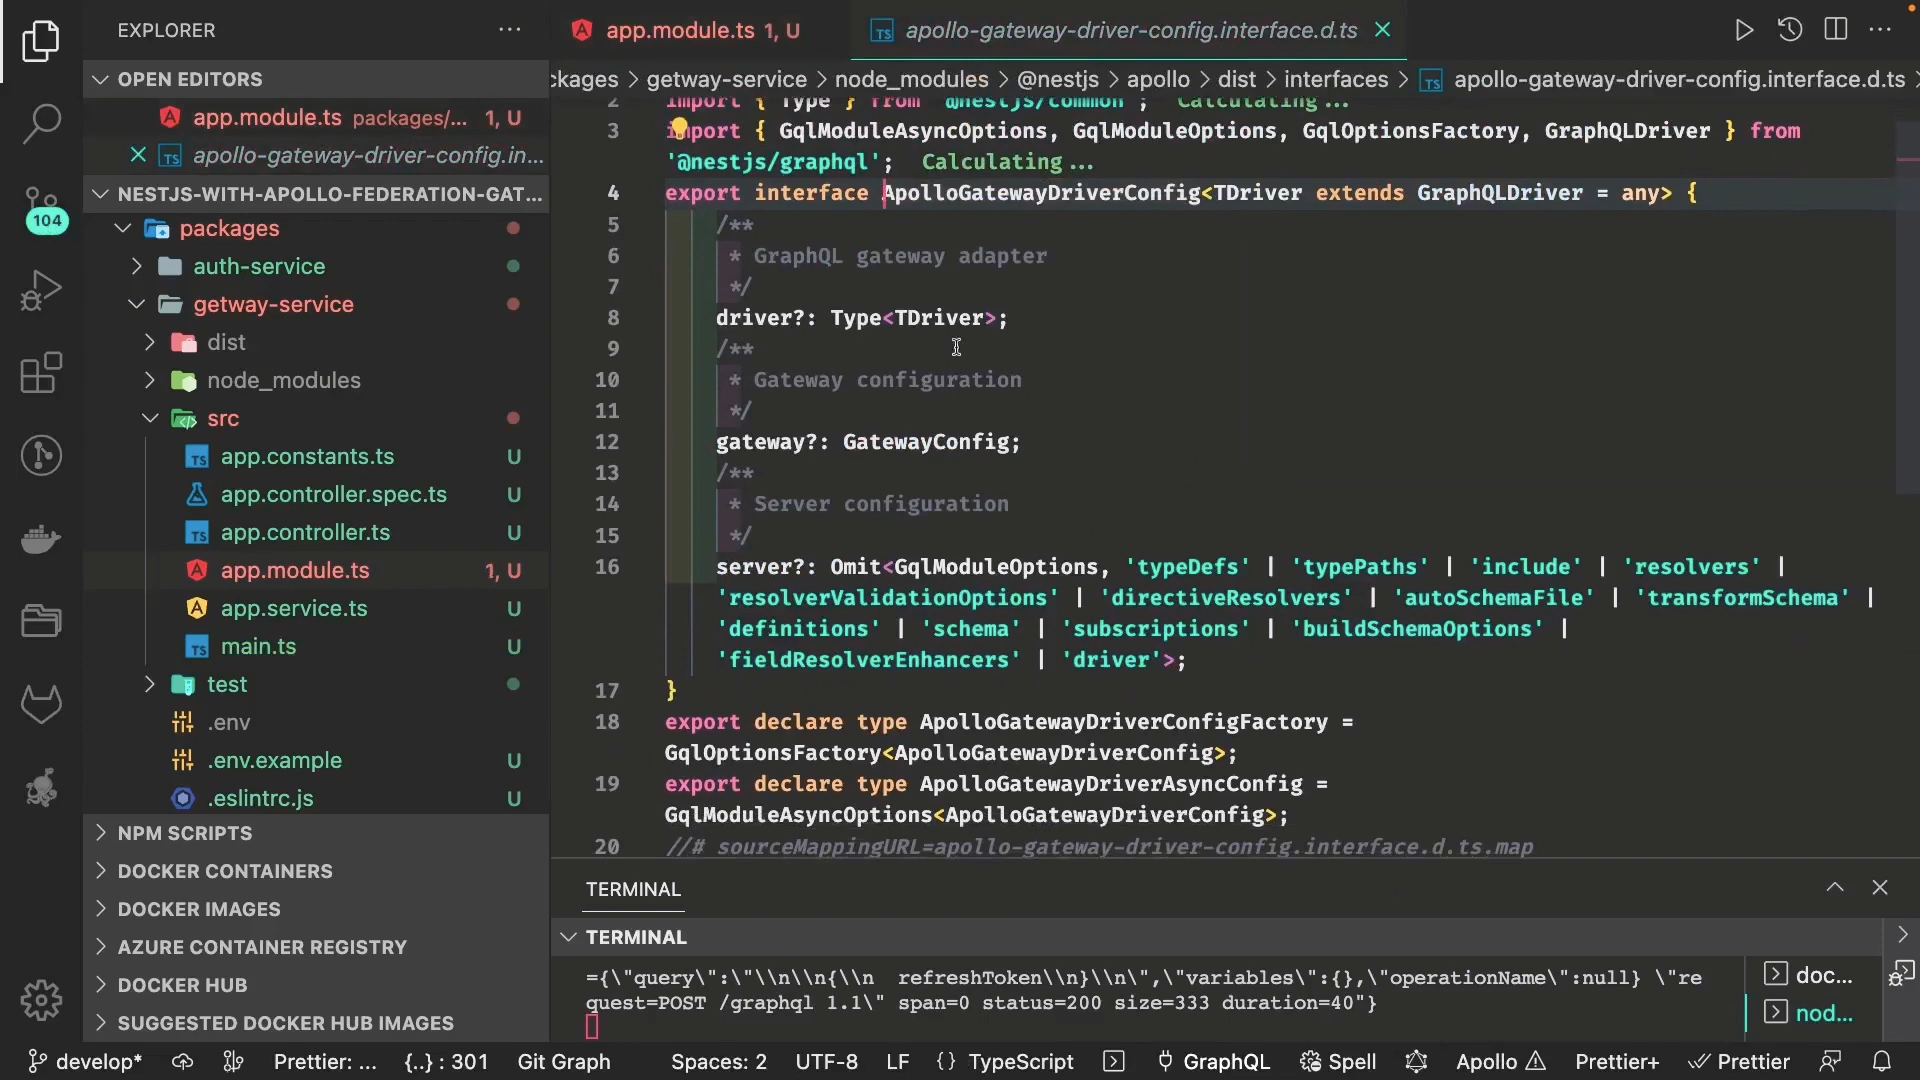 EXPLORER
app.module.ts 1, U
apollo-gateway-driver-config.interface.d.ts
OPEN EDITORS
ckages > getway-service > node_modules > @nestjs > apollo > dist > interfaces > apollo-gateway-driver-config.interface.d.ts >
app.module.ts packages/... 1, U
apollo-gateway-driver-config.in...
NESTJS-WITH-APOLLO-FEDERATION-GAT...
104
packages
auth-service
getway-service
dist
node_modules
src
app.constants.ts U
app.controller.spec.ts U
app.controller.ts U
app.module.ts 1, U
app.service.ts U
main.ts U
test
.env
.env.example U
.eslintrc.js U
NPM SCRIPTS
DOCKER CONTAINERS
DOCKER IMAGES
AZURE CONTAINER REGISTRY
DOCKER HUB
SUGGESTED DOCKER HUB IMAGES
2 import { Type } from '@nestjs/common'; Calculating...
3 import { GqlModuleAsyncOptions, GqlModuleOptions, GqlOptionsFactory, GraphQLDriver } from
'@nestjs/graphql'; Calculating...
4 export interface ApolloGatewayDriverConfig<TDriver extends GraphQLDriver = any> {
5 /**
6 * GraphQL gateway adapter
7 */
8 driver?: Type<TDriver>;
9 /**
10 * Gateway configuration
11 */
12 gateway?: GatewayConfig;
13 /**
14 * Server configuration
15 */
16 server?: Omit<GqlModuleOptions, 'typeDefs' | 'typePaths' | 'include' | 'resolvers' |
'resolverValidationOptions' | 'directiveResolvers' | 'autoSchemaFile' | 'transformSchema' |
'definitions' | 'schema' | 'subscriptions' | 'buildSchemaOptions' |
'fieldResolverEnhancers' | 'driver'>;
17 }
18 export declare type ApolloGatewayDriverConfigFactory =
GqlOptionsFactory<ApolloGatewayDriverConfig>;
19 export declare type ApolloGatewayDriverAsyncConfig =
GqlModuleAsyncOptions<ApolloGatewayDriverConfig>;
20 //# sourceMappingURL=apollo-gateway-driver-config.interface.d.ts.map
TERMINAL
TERMINAL
={\"query\":\"\\n\\n{\\n  refreshToken\\n}\\n\",\"variables\":{},\"operationName\":null} \"re
quest=POST /graphql 1.1\" span=0 status=200 size=333 duration=40"}
doc...
nod...
develop* Prettier: ... {..} : 301 Git Graph Spaces: 2 UTF-8 LF {} TypeScript GraphQL Spell Apollo Prettier+ Prettier